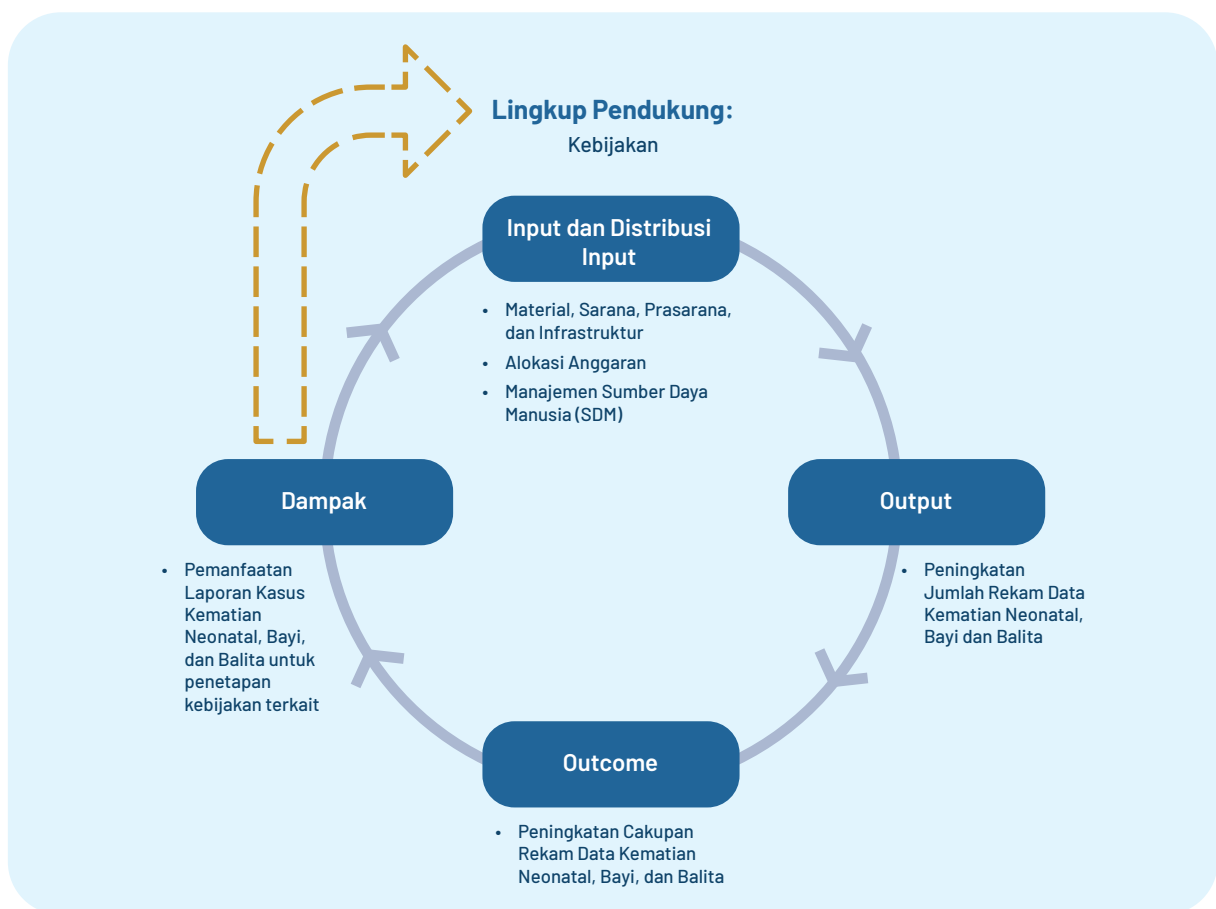 Lingkup Pendukung:
Kebijakan
Input dan Distribusi
Input
• Material, Sarana, Prasarana,
dan Infrastruktur
• Alokasi Anggaran
• Manajemen Sumber Daya
Manusia (SDM)
Dampak
• Pemanfaatan
Laporan Kasus
Kematian
Neonatal, Bayi,
dan Balita untuk
penetapan
kebijakan terkait
Output
• Peningkatan
Jumlah Rekam Data
Kematian Neonatal,
Bayi dan Balita
Outcome
• Peningkatan Cakupan
Rekam Data Kematian
Neonatal, Bayi, dan Balita